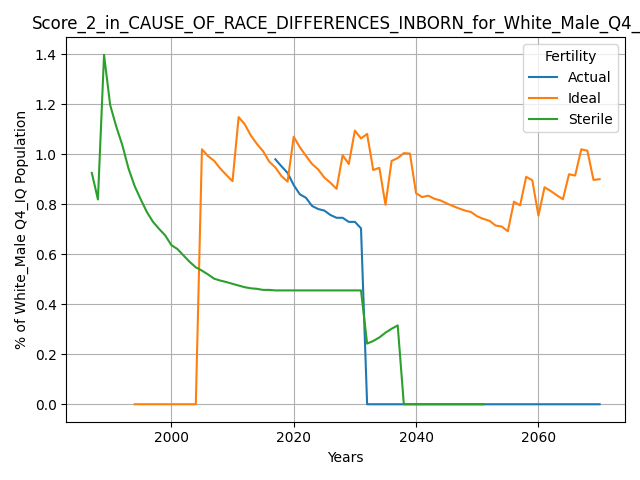 Score_2_in_CAUSE_OF_RACE_DIFFERENCES_INBORN_for_White_Male_Q4_
Fertility
Actual
Ideal
Sterile
% of White_Male Q4_IQ Population
1.4
1.2
1.0
0.8
0.6
0.4
0.2
0.0
2000
2020
2040
2060
Years